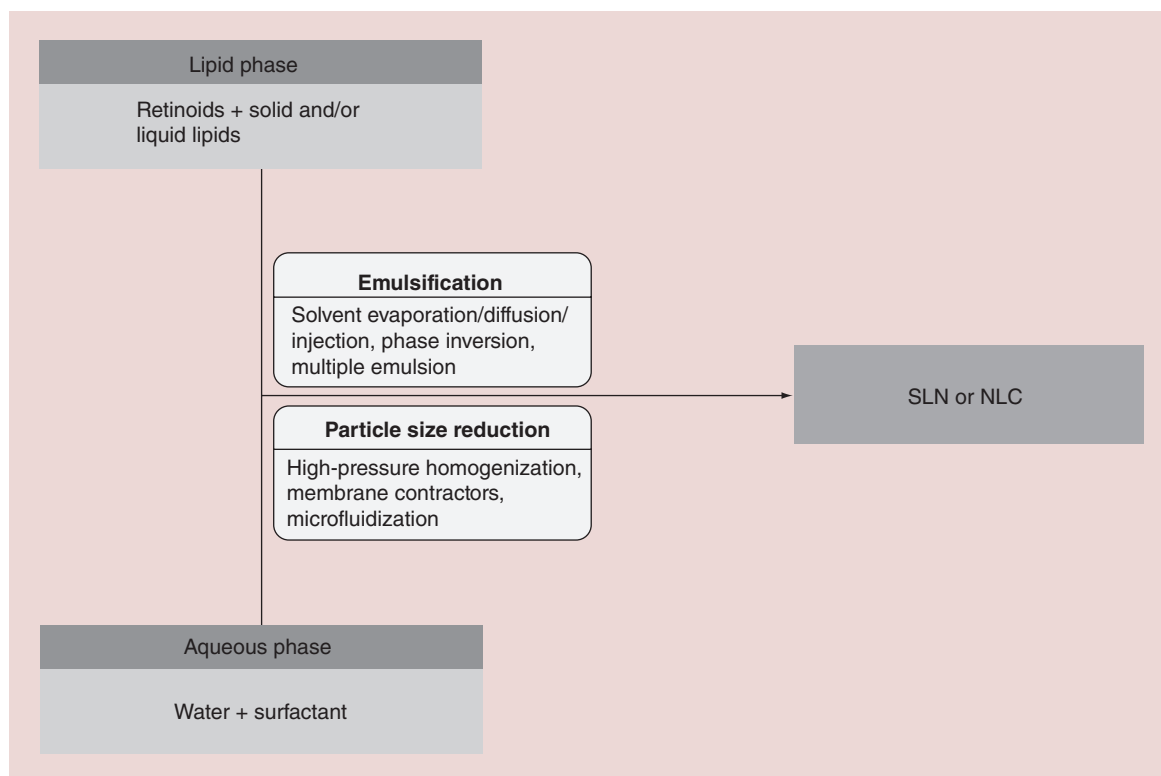 Lipid phase
Retinoids + solid and/or
liquid lipids
Emulsification
Solvent evaporation/diffusion/
injection, phase inversion,
multiple emulsion
SLN or NLC
Particle size reduction
High-pressure homogenization,
membrane contractors,
microfluidization
Aqueous phase
Water + surfactant